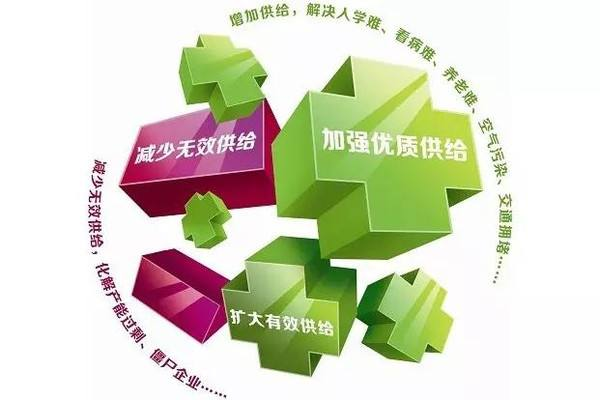 增加供给，解决入学难、看病难、养老难、空气污染、交通拥堵……
减少无效供给
加强优质供给
减少无效供给，化解产能过剩、僵尸企业……
扩大有效供给